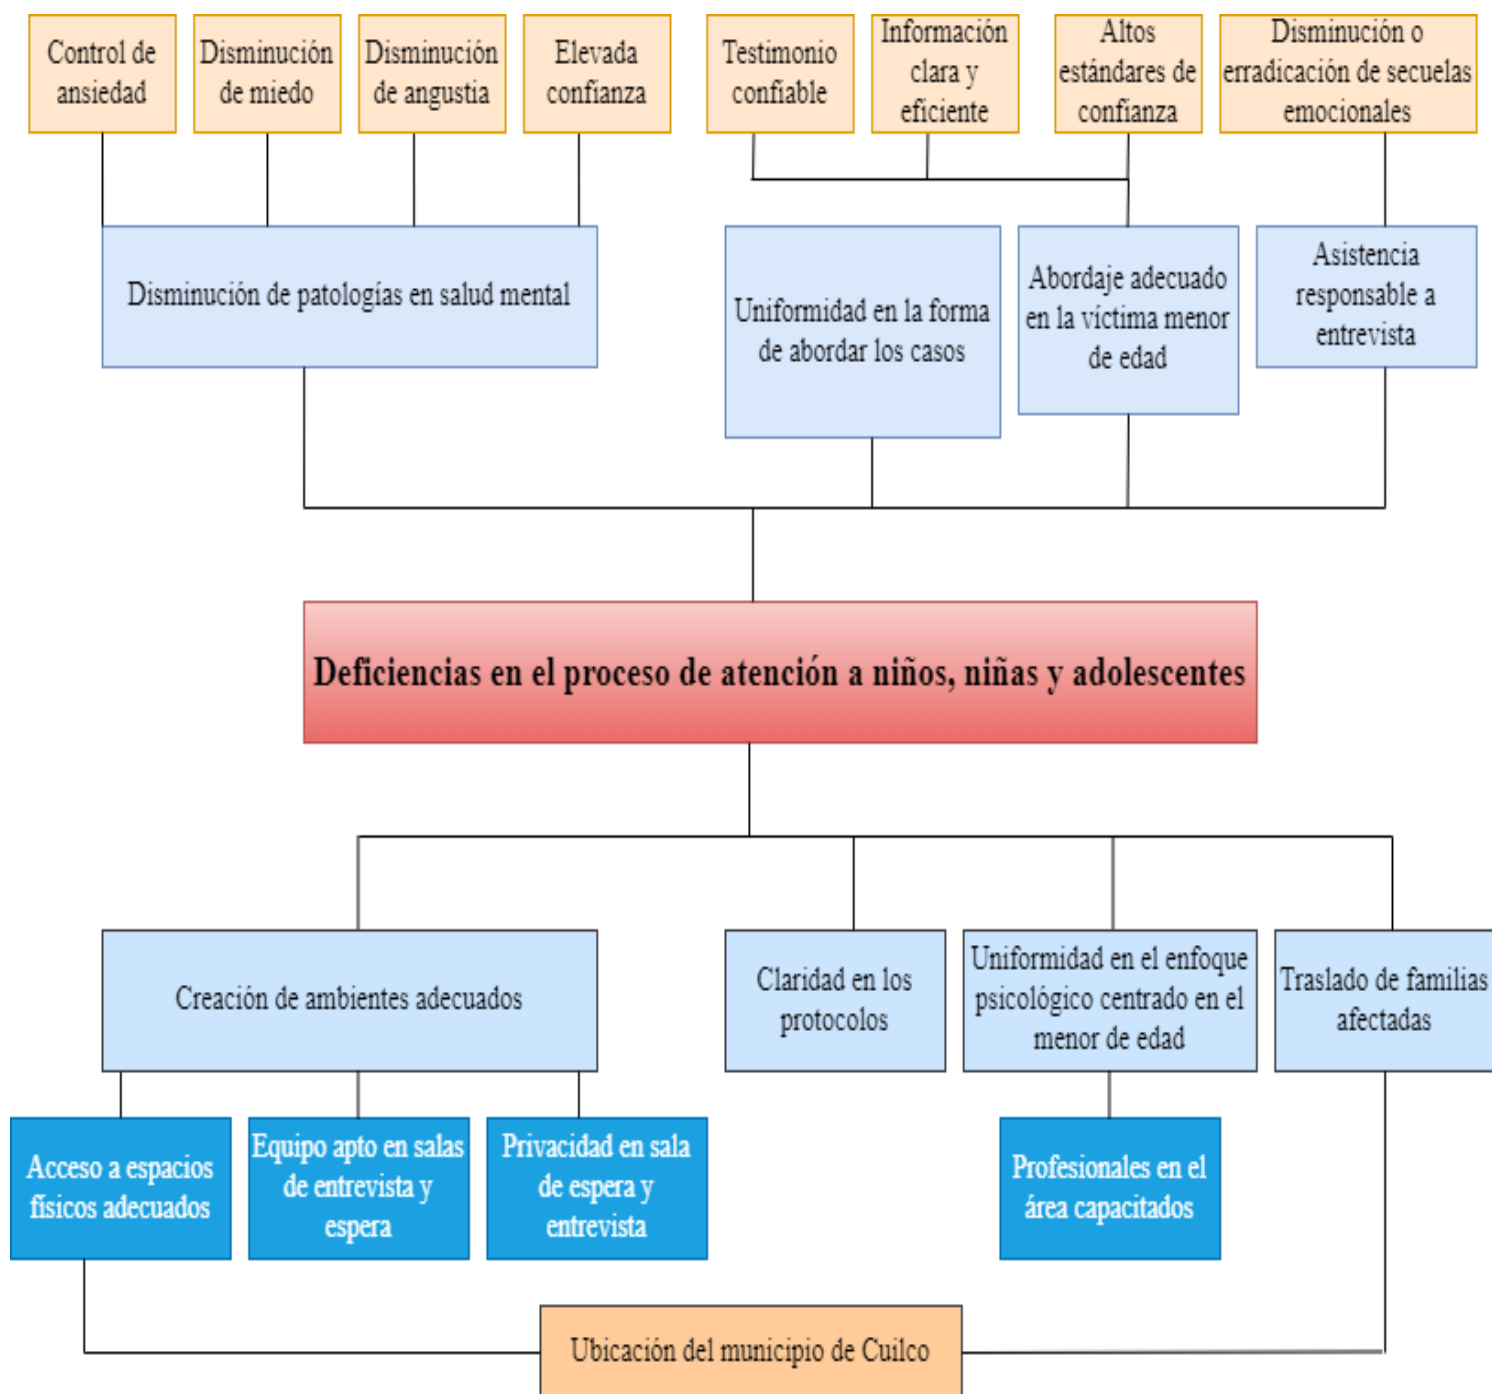 Control de
ansiedad
Disminución
de miedo
Disminución
de angustia
Elevada
confianza
Testimonio
confiable
Información
clara y
eficiente
Altos
estándares de
confianza
Disminución o
erradicación de secuelas
emocionales
Disminución de patologías en salud mental
Uniformidad en la forma
de abordar los casos
Abordaje adecuado
en la víctima menor
de edad
Asistencia
responsable a
entrevista
Deficiencias en el proceso de atención a niños, niñas y adolescentes
Creación de ambientes adecuados
Claridad en los
protocolos
Uniformidad en el enfoque
psicológico centrado en el
menor de edad
Traslado de familias
afectadas
Acceso a espacios
físicos adecuados
Equipo apto en salas
de entrevista y
espera
Privacidad en sala
de espera y
entrevista
Profesionales en el
área capacitados
Ubicación del municipio de Cuilco